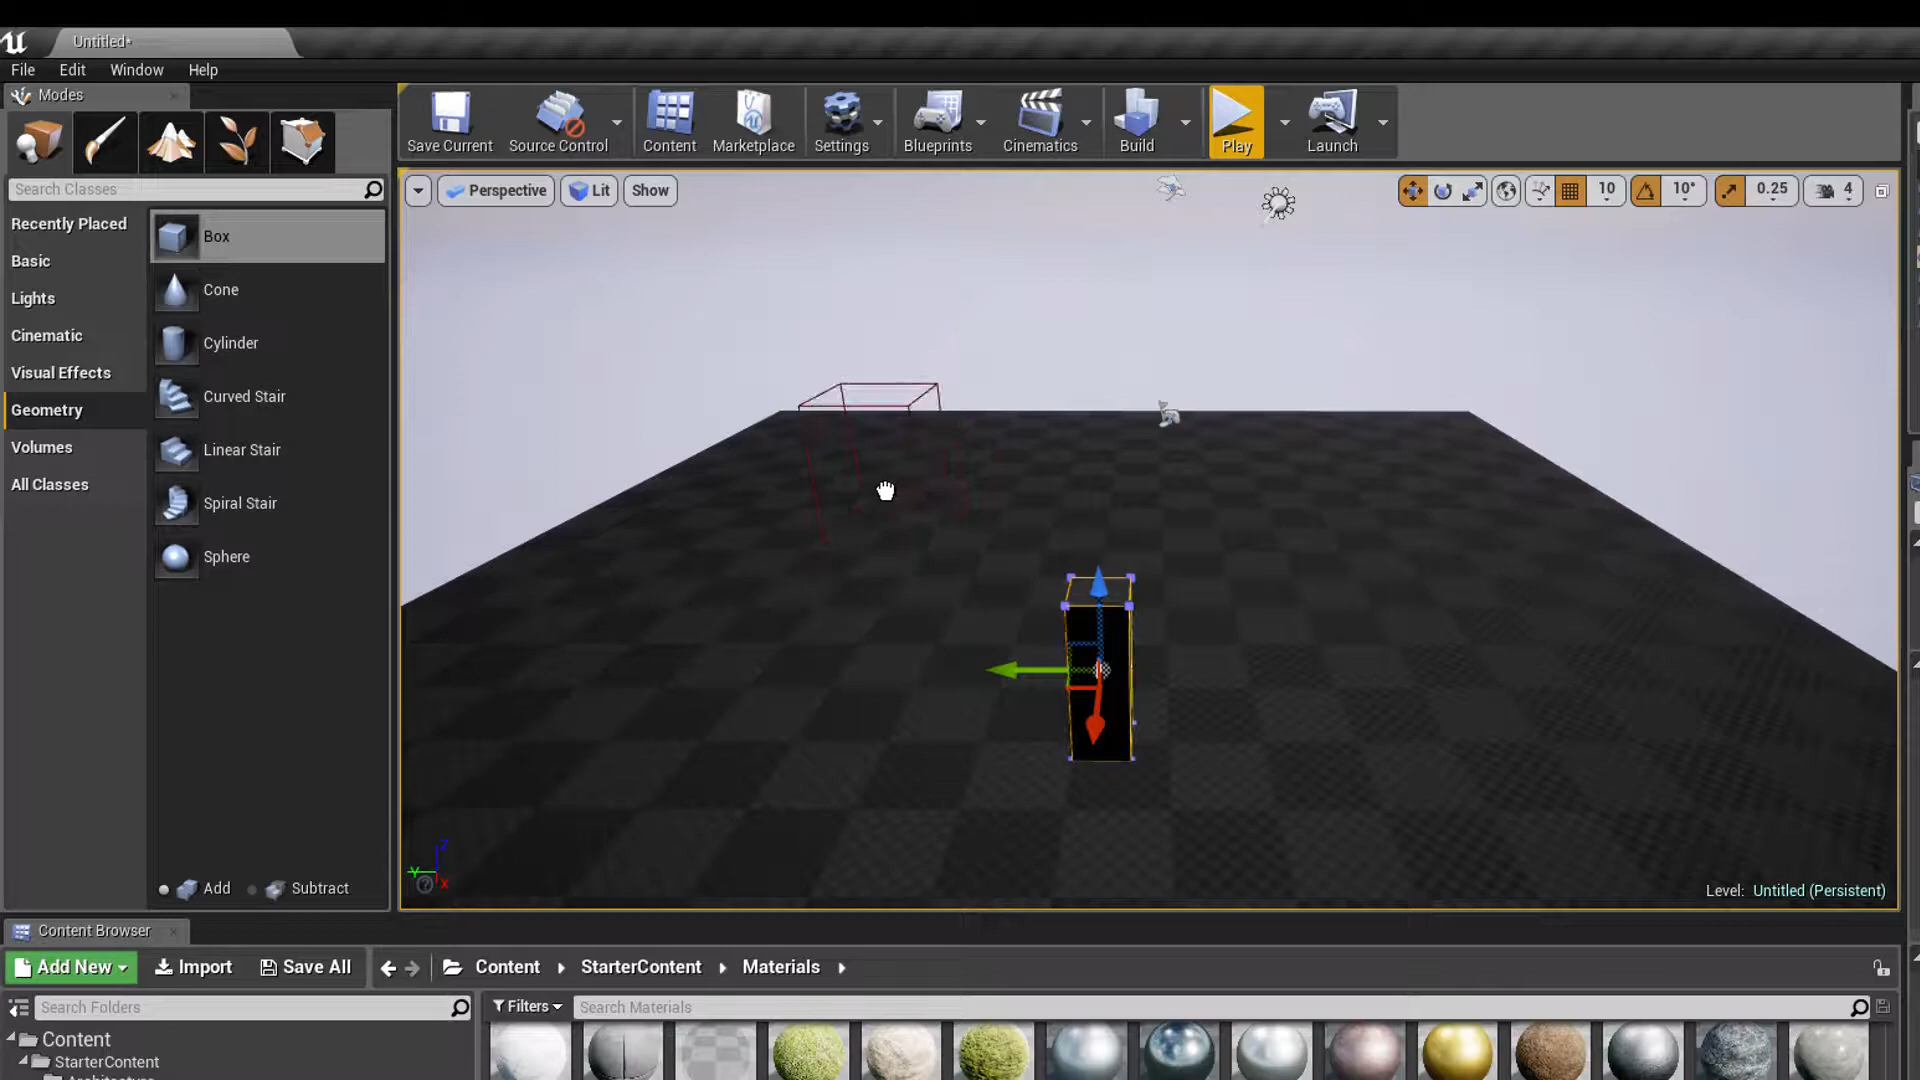 Untitled*
File Edit Window Help
Modes
Save Current Source Control Content Marketplace Settings Blueprints Cinematics Build Play Launch
Search Classes
Perspective Lit Show 10 10° 0.25 4
Recently Placed
Basic
Lights
Cinematic
Visual Effects
Geometry
Volumes
All Classes
Box
Cone
Cylinder
Curved Stair
Linear Stair
Spiral Stair
Sphere
Add Subtract
Z
Y
X
Level: Untitled (Persistent)
Content Browser
Add New Import Save All Content StarterContent Materials
Search Folders
Filters Search Materials
Content
StarterContent